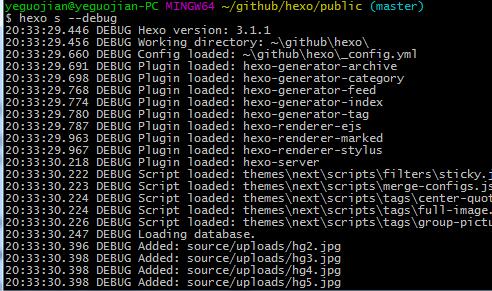 yeguojian@yeguojian-PC MINGW64 ~/github/hexo/public (master)
$ hexo s --debug
20:33:29.446 DEBUG Hexo version: 3.1.1
20:33:29.456 DEBUG Working directory: ~\github\hexo\
20:33:29.660 DEBUG Config loaded: ~\github\hexo\_config.yml
20:33:29.691 DEBUG Plugin loaded: hexo-generator-archive
20:33:29.698 DEBUG Plugin loaded: hexo-generator-category
20:33:29.768 DEBUG Plugin loaded: hexo-generator-feed
20:33:29.774 DEBUG Plugin loaded: hexo-generator-index
20:33:29.780 DEBUG Plugin loaded: hexo-generator-tag
20:33:29.787 DEBUG Plugin loaded: hexo-renderer-ejs
20:33:29.963 DEBUG Plugin loaded: hexo-renderer-marked
20:33:29.967 DEBUG Plugin loaded: hexo-renderer-stylus
20:33:30.218 DEBUG Plugin loaded: hexo-server
20:33:30.222 DEBUG Script loaded: themes\next\scripts\filters\sticky.j
20:33:30.223 DEBUG Script loaded: themes\next\scripts\merge-configs.js
20:33:30.224 DEBUG Script loaded: themes\next\scripts\tags\center-quot
20:33:30.224 DEBUG Script loaded: themes\next\scripts\tags\full-image.
20:33:30.226 DEBUG Script loaded: themes\next\scripts\tags\group-pictu
20:33:30.247 DEBUG Loading database.
20:33:30.396 DEBUG Added: source/uploads/hg2.jpg
20:33:30.398 DEBUG Added: source/uploads/hg3.jpg
20:33:30.398 DEBUG Added: source/uploads/hg4.jpg
20:33:30.398 DEBUG Added: source/uploads/hg5.jpg